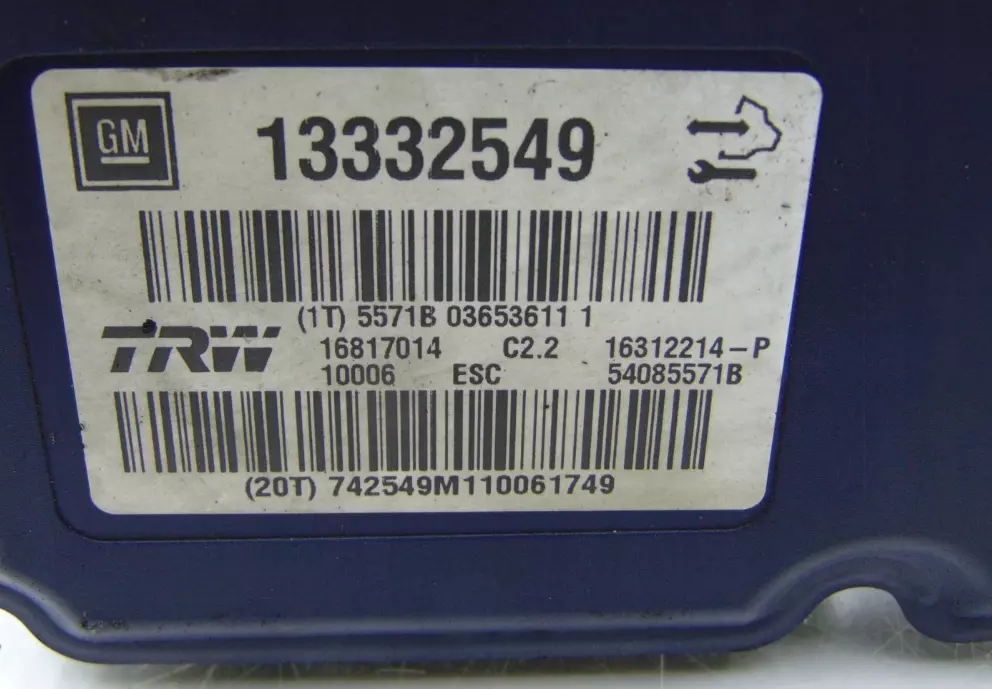 GM
13332549
(1T) 5571B 03653611 1
TRW
16817014 C2.2 16312214-P
10006 ESC 54085571B
(20T) 742549M110061749